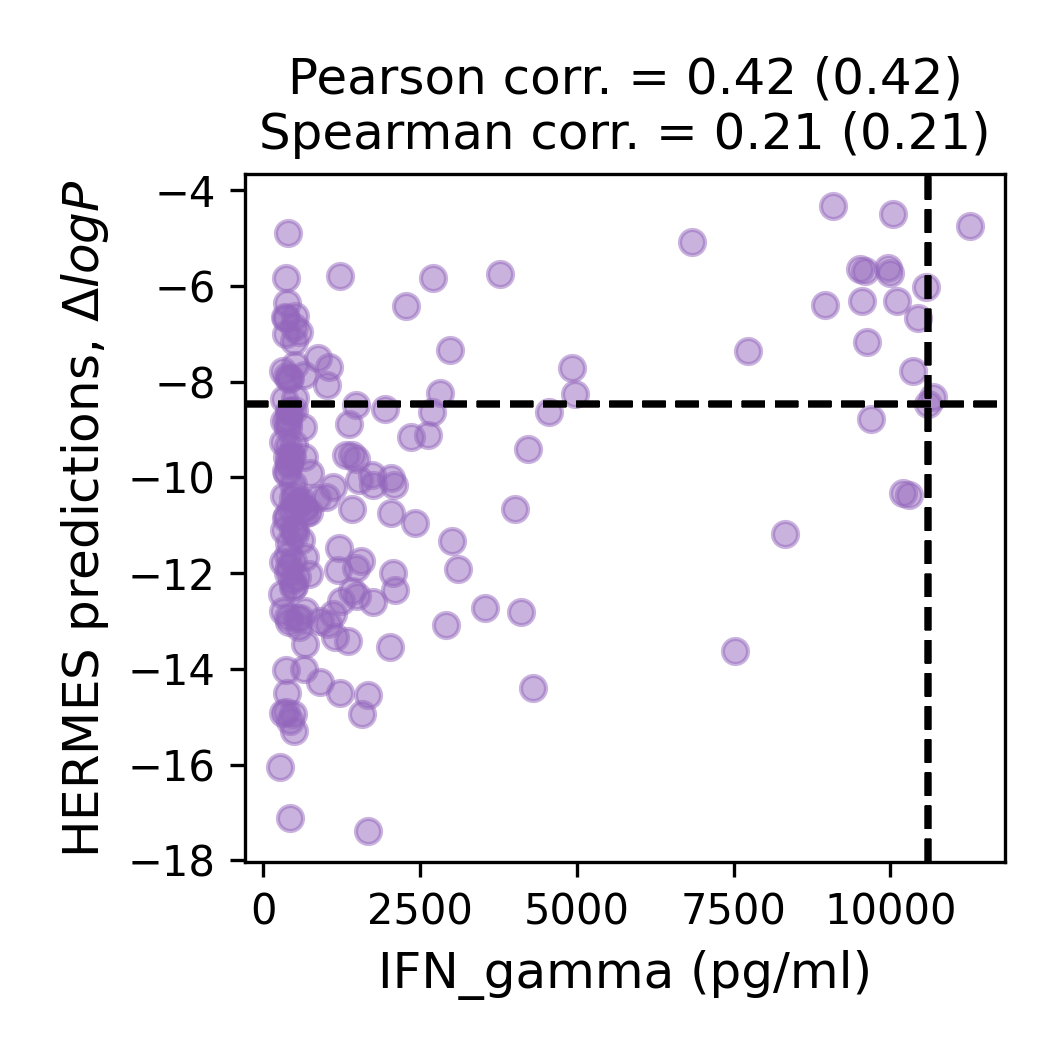 Pearson corr. = 0.42 (0.42)
Spearman corr. = 0.21 (0.21)
HERMES predictions, ΔlogP
−4
−6
−8
−10
−12
−14
−16
−18
0 2500 5000 7500 10000
IFN_gamma (pg/ml)